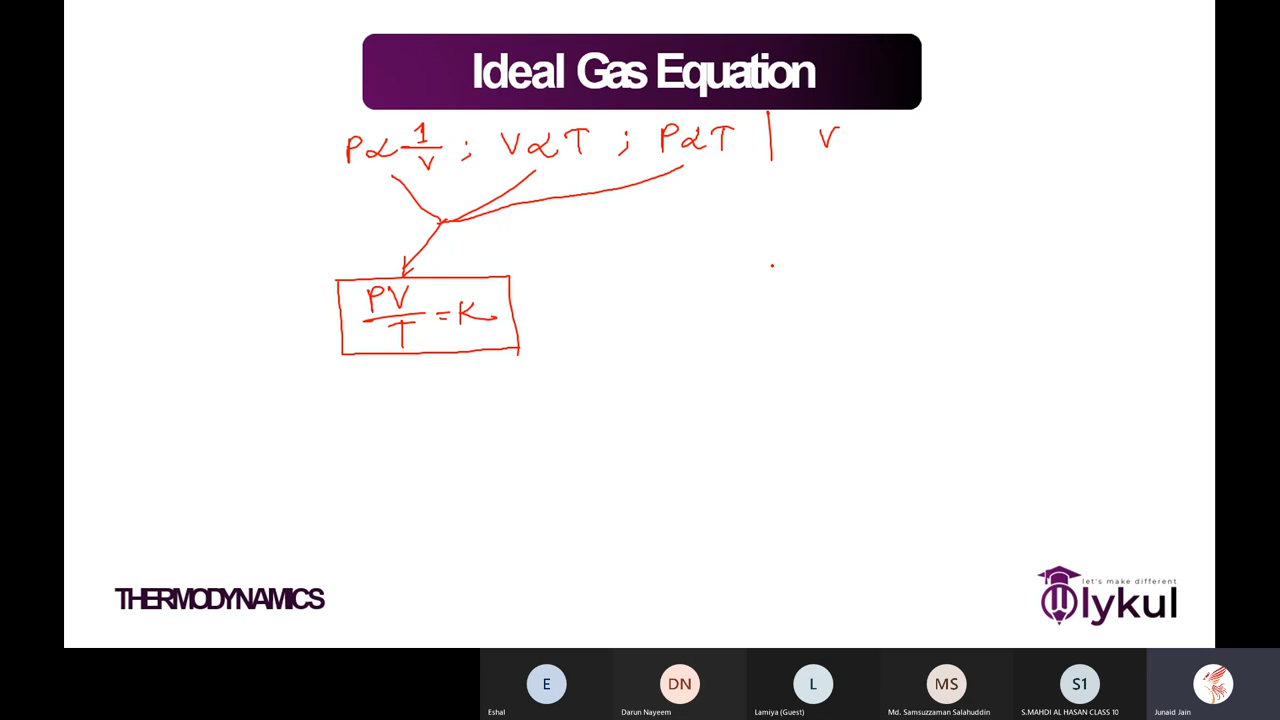 Ideal Gas Equation
P∝ 1/V ; V∝T ; P∝T | V
PV/T = K
THERMODYNAMICS
let's make different
lykul
E
DN
L
MS
S1
Eshal
Darun Nayeem
Lamiya (Guest)
Md. Samsuzzaman Salahuddin
S.MAHDI AL HASAN CLASS 10
Junaid Jain